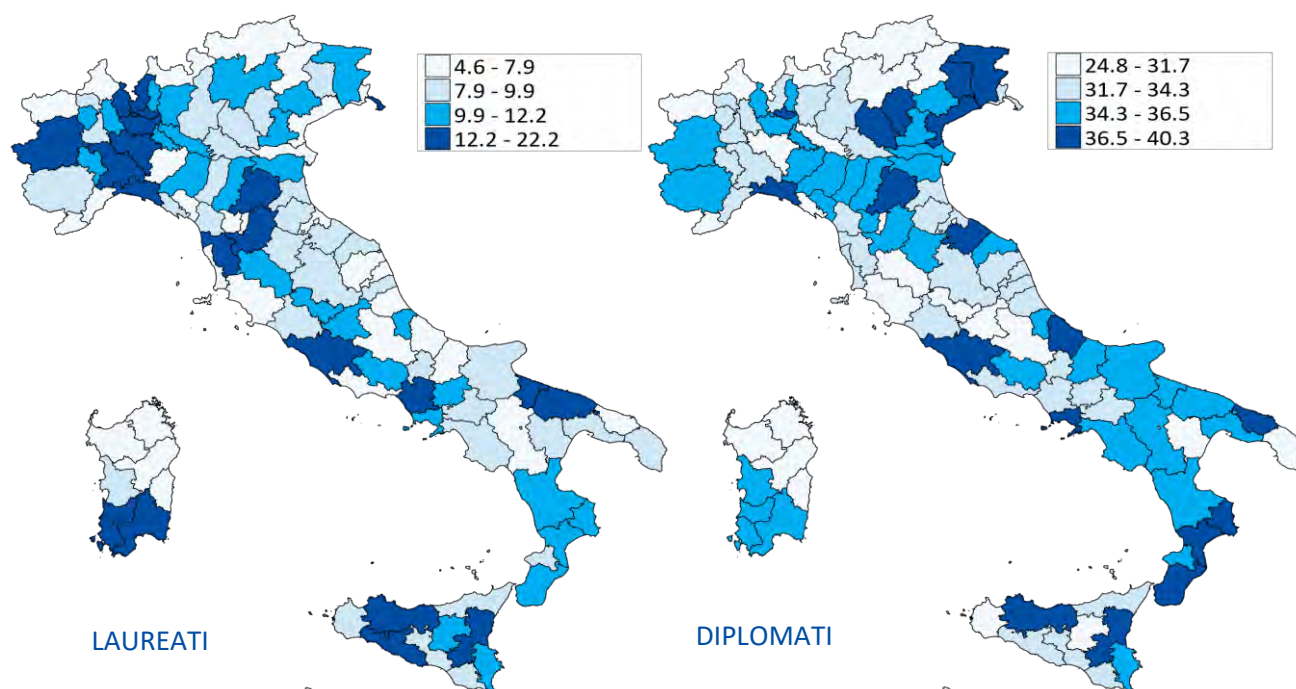 4.6 - 7.9
7.9 - 9.9
9.9 - 12.2
12.2 - 22.2
24.8 - 31.7
31.7 - 34.3
34.3 - 36.5
36.5 - 40.3
LAUREATI
DIPLOMATI